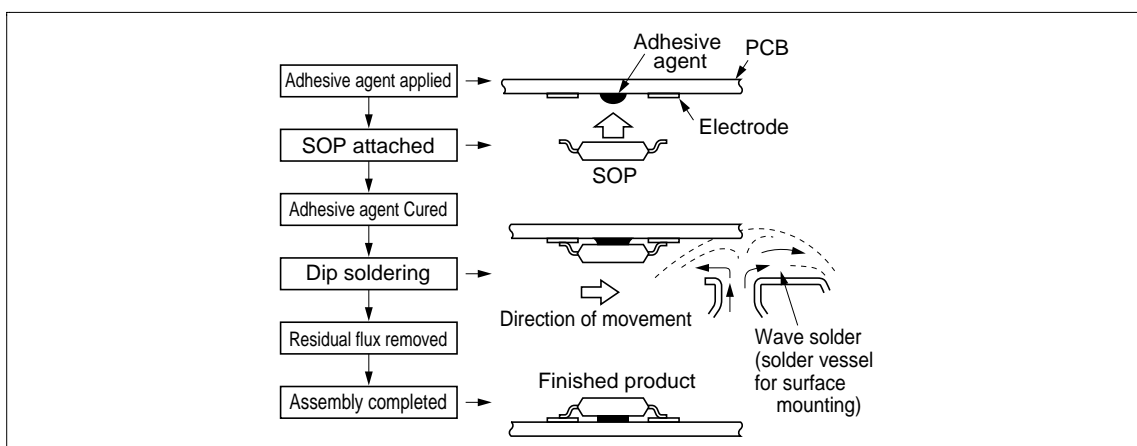 Adhesive agent applied
SOP attached
Adhesive agent Cured
Dip soldering
Residual flux removed
Assembly completed
Adhesive
agent
PCB
Electrode
SOP
Direction of movement
Wave solder
(solder vessel
for surface
mounting)
Finished product